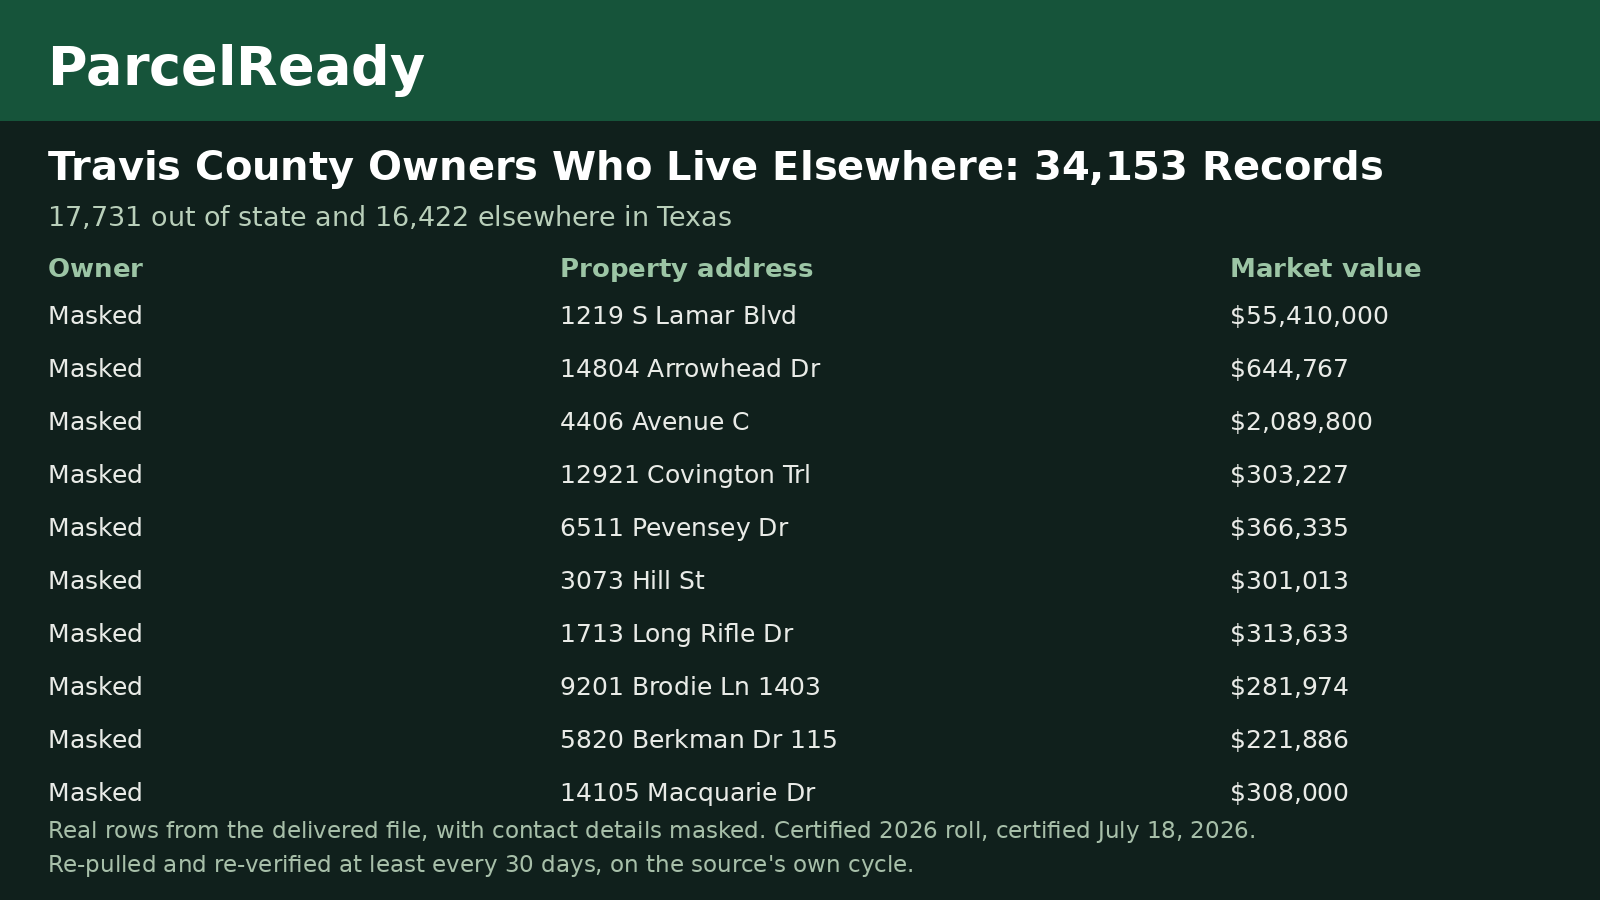 ParcelReady
Travis County Owners Who Live Elsewhere: 34,153 Records
17,731 out of state and 16,422 elsewhere in Texas
Owner Property address Market value
Masked 1219 S Lamar Blvd $55,410,000
Masked 14804 Arrowhead Dr $644,767
Masked 4406 Avenue C $2,089,800
Masked 12921 Covington Trl $303,227
Masked 6511 Pevensey Dr $366,335
Masked 3073 Hill St $301,013
Masked 1713 Long Rifle Dr $313,633
Masked 9201 Brodie Ln 1403 $281,974
Masked 5820 Berkman Dr 115 $221,886
Masked 14105 Macquarie Dr $308,000
Real rows from the delivered file, with contact details masked. Certified 2026 roll, certified July 18, 2026.
Re-pulled and re-verified at least every 30 days, on the source's own cycle.